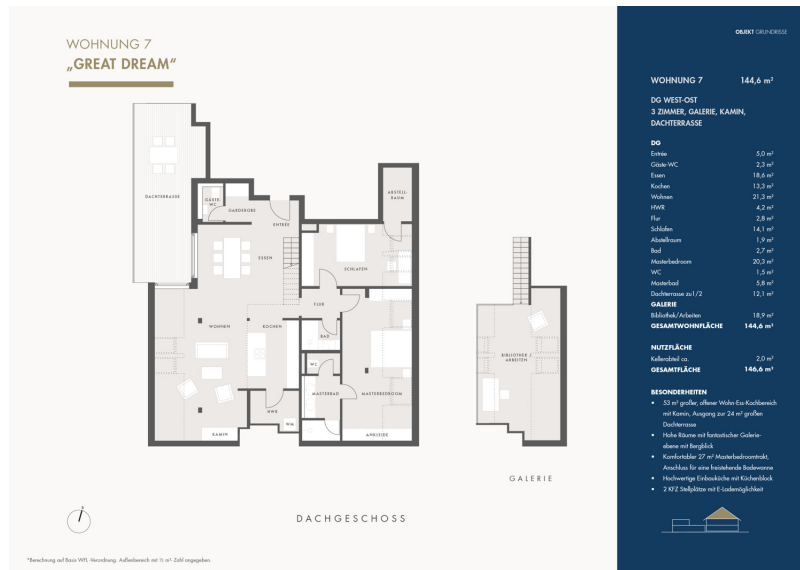 WOHNUNG 7
„GREAT DREAM“
DACHTERRASSE
GÄSTE-
WC
GARDEROBE
ENTRÉE
ABSTELL-
RAUM
ESSEN
SCHLAFEN
FLUR
WOHNEN
KOCHEN
BAD
WC
MASTERBAD
MASTERBEDROOM
HWR
WM
KAMIN
ANKLEIDE
BIBLIOTHEK /
ARBEITEN
GALERIE
DACHGESCHOSS
*Berechnung auf Basis WFL -Verordnung. Außenbereich mit ½ m²- Zahl angegeben.
OBJEKT GRUNDRISSE
WOHNUNG 7 144,6 m²
DG WEST-OST
3 ZIMMER, GALERIE, KAMIN,
DACHTERRASSE
DG
Entrée 5,0 m²
Gäste-WC 2,3 m²
Essen 18,6 m²
Kochen 13,3 m²
Wohnen 21,3 m²
HWR 4,2 m²
Flur 2,8 m²
Schlafen 14,1 m²
Abstellraum 1,9 m²
Bad 2,7 m²
Masterbedroom 20,3 m²
WC 1,5 m²
Masterbad 5,8 m²
Dachterrasse zu1/2 12,1 m²
GALERIE
Bibliothek/Arbeiten 18,9 m²
GESAMTWOHNFLÄCHE 144,6 m²
NUTZFLÄCHE
Kellerabteil ca. 2,0 m²
GESAMTFLÄCHE 146,6 m²
BESONDERHEITEN
• 53 m² großer, offener Wohn-Ess-Kochbereich
mit Kamin, Ausgang zur 24 m² großen
Dachterrasse
• Hohe Räume mit fantastischer Galerie-
ebene mit Bergblick
• Komfortabler 27 m² Masterbedroomtrakt,
Anschluss für eine freistehende Badewanne
• Hochwertige Einbauküche mit Küchenblock
• 2 KFZ Stellplätze mit E-Lademöglichkeit